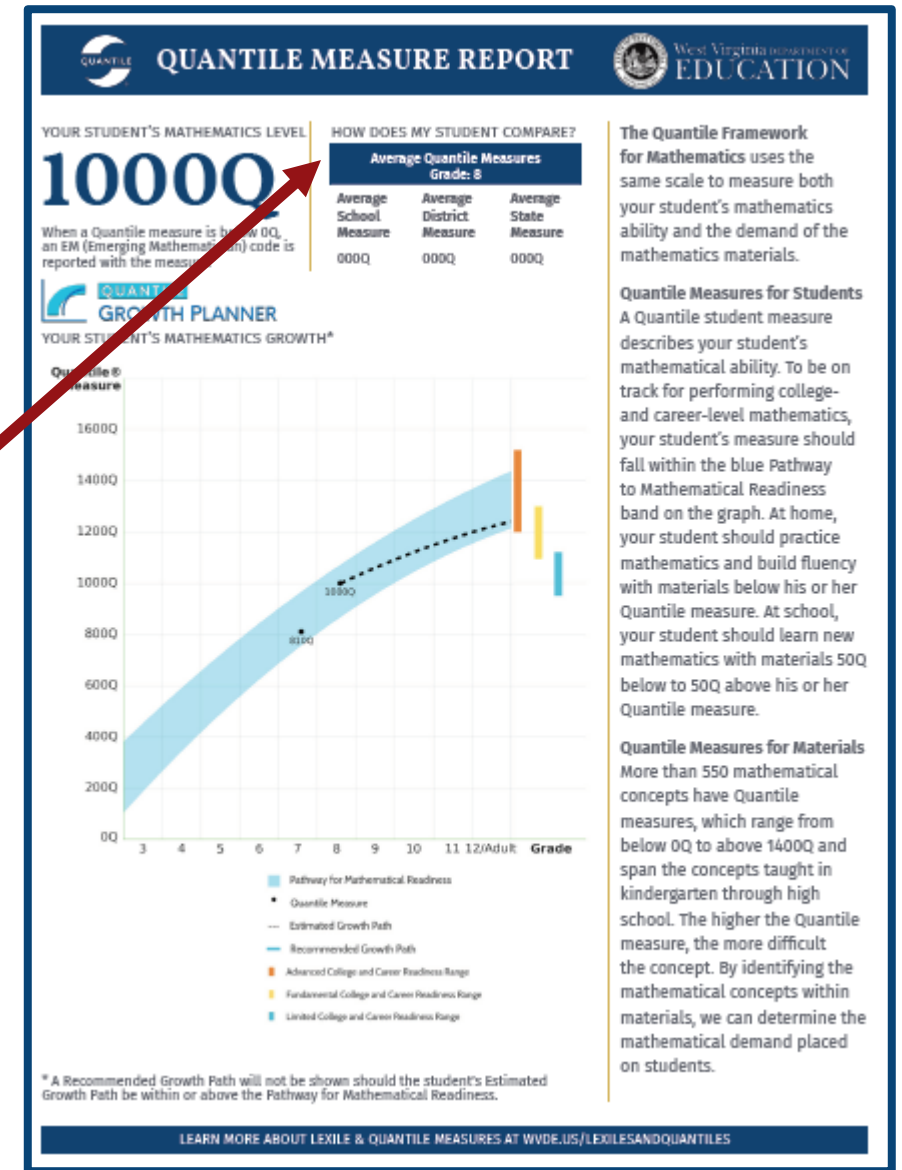 QUANTILE
QUANTILE MEASURE REPORT
West Virginia DEPARTMENT OF
EDUCATION
YOUR STUDENT'S MATHEMATICS LEVEL
1000Q
When a Quantile measure is below 0Q,
an EM (Emerging Mathematician) code is
reported with the measure.
HOW DOES MY STUDENT COMPARE?
Average Quantile Measures
Grade: 8
Average School Measure
Average District Measure
Average State Measure
000Q 000Q 000Q
QUANTILE
GROWTH PLANNER
YOUR STUDENT'S MATHEMATICS GROWTH*
Quantile®
Measure
1600Q
1400Q
1200Q
1000Q
800Q
600Q
400Q
200Q
0Q
1000Q
810Q
3 4 5 6 7 8 9 10 11 12/Adult Grade
Pathway for Mathematical Readiness
Quantile Measure
Estimated Growth Path
Recommended Growth Path
Advanced College and Career Readiness Range
Fundamental College and Career Readiness Range
Limited College and Career Readiness Range
* A Recommended Growth Path will not be shown should the student's Estimated
Growth Path be within or above the Pathway for Mathematical Readiness.
The Quantile Framework
for Mathematics uses the
same scale to measure both
your student's mathematics
ability and the demand of the
mathematics materials.
Quantile Measures for Students
A Quantile student measure
describes your student's
mathematical ability. To be on
track for performing college-
and career-level mathematics,
your student's measure should
fall within the blue Pathway
to Mathematical Readiness
band on the graph. At home,
your student should practice
mathematics and build fluency
with materials below his or her
Quantile measure. At school,
your student should learn new
mathematics with materials 50Q
below to 50Q above his or her
Quantile measure.
Quantile Measures for Materials
More than 550 mathematical
concepts have Quantile
measures, which range from
below 0Q to above 1400Q and
span the concepts taught in
kindergarten through high
school. The higher the Quantile
measure, the more difficult
the concept. By identifying the
mathematical concepts within
materials, we can determine the
mathematical demand placed
on students.
LEARN MORE ABOUT LEXILE & QUANTILE MEASURES AT WVDE.US/LEXILESANDQUANTILES